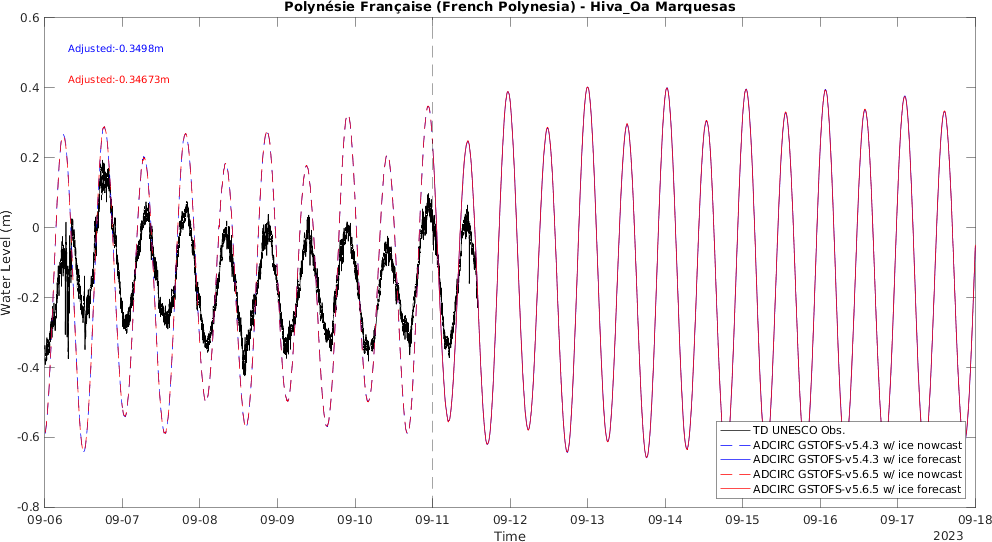 Polynésie Française (French Polynesia) - Hiva_Oa Marquesas
0.6
0.4
0.2
0
-0.2
-0.4
-0.6
-0.8
Water Level (m)
Adjusted:-0.3498m
Adjusted:-0.34673m
TD UNESCO Obs.
ADCIRC GSTOFS-v5.4.3 w/ ice nowcast
ADCIRC GSTOFS-v5.4.3 w/ ice forecast
ADCIRC GSTOFS-v5.6.5 w/ ice nowcast
ADCIRC GSTOFS-v5.6.5 w/ ice forecast
09-06 09-07 09-08 09-09 09-10 09-11 09-12 09-13 09-14 09-15 09-16 09-17 09-18
Time
2023